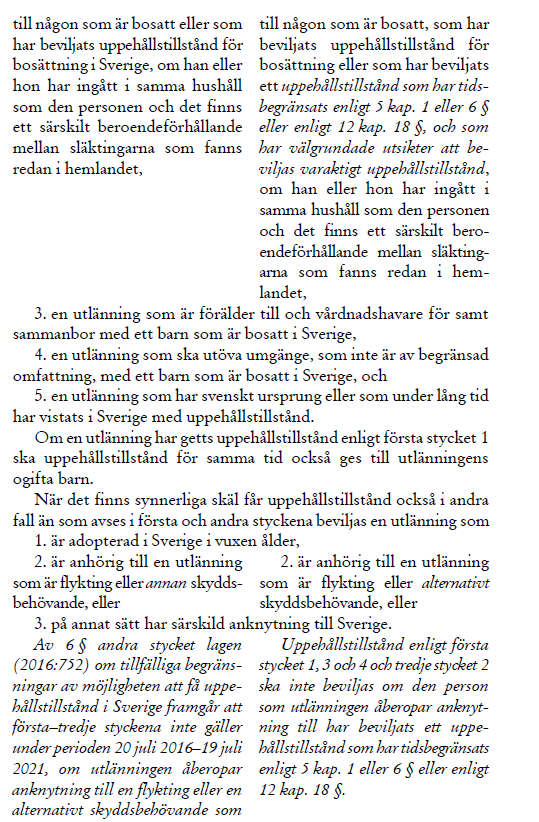 till någon som är bosatt eller som
har beviljats uppehållstillstånd för
bosättning i Sverige, om han eller
hon har ingått i samma hushåll
som den personen och det finns
ett särskilt beroendeförhållande
mellan släktingarna som fanns
redan i hemlandet,
till någon som är bosatt, som har
beviljats uppehållstillstånd för
bosättning eller som har beviljats
ett uppehållstillstånd som har tids-
begränsats enligt 5 kap. 1 eller 6 §
eller enligt 12 kap. 18 §, och som
har välgrundade utsikter att be-
viljas varaktigt uppehållstillstånd,
om han eller hon har ingått i
samma hushåll som den personen
och det finns ett särskilt bero-
endeförhållande mellan släkting-
arna som fanns redan i hem-
landet,
3. en utlänning som är förälder till och vårdnadshavare för samt
sammanbor med ett barn som är bosatt i Sverige,
4. en utlänning som ska utöva umgänge, som inte är av begränsad
omfattning, med ett barn som är bosatt i Sverige, och
5. en utlänning som har svenskt ursprung eller som under lång tid
har vistats i Sverige med uppehållstillstånd.
Om en utlänning har getts uppehållstillstånd enligt första stycket 1
ska uppehållstillstånd för samma tid också ges till utlänningens
ogifta barn.
När det finns synnerliga skäl får uppehållstillstånd också i andra
fall än som avses i första och andra styckena beviljas en utlänning som
1. är adopterad i Sverige i vuxen ålder,
2. är anhörig till en utlänning
som är flykting eller annan skydds-
behövande, eller
2. är anhörig till en utlänning
som är flykting eller alternativt
skyddsbehövande, eller
3. på annat sätt har särskild anknytning till Sverige.
Av 6 § andra stycket lagen
(2016:752) om tillfälliga begräns-
ningar av möjligheten att få uppe-
hållstillstånd i Sverige framgår att
första–tredje styckena inte gäller
under perioden 20 juli 2016–19 juli
2021, om utlänningen åberopar
anknytning till en flykting eller en
alternativt skyddsbehövande som
Uppehållstillstånd enligt första
stycket 1, 3 och 4 och tredje stycket 2
ska inte beviljas om den person
som utlänningen åberopar anknyt-
ning till har beviljats ett uppe-
hållstillstånd som har tidsbegränsats
enligt 5 kap. 1 eller 6 § eller enligt
12 kap. 18 §.